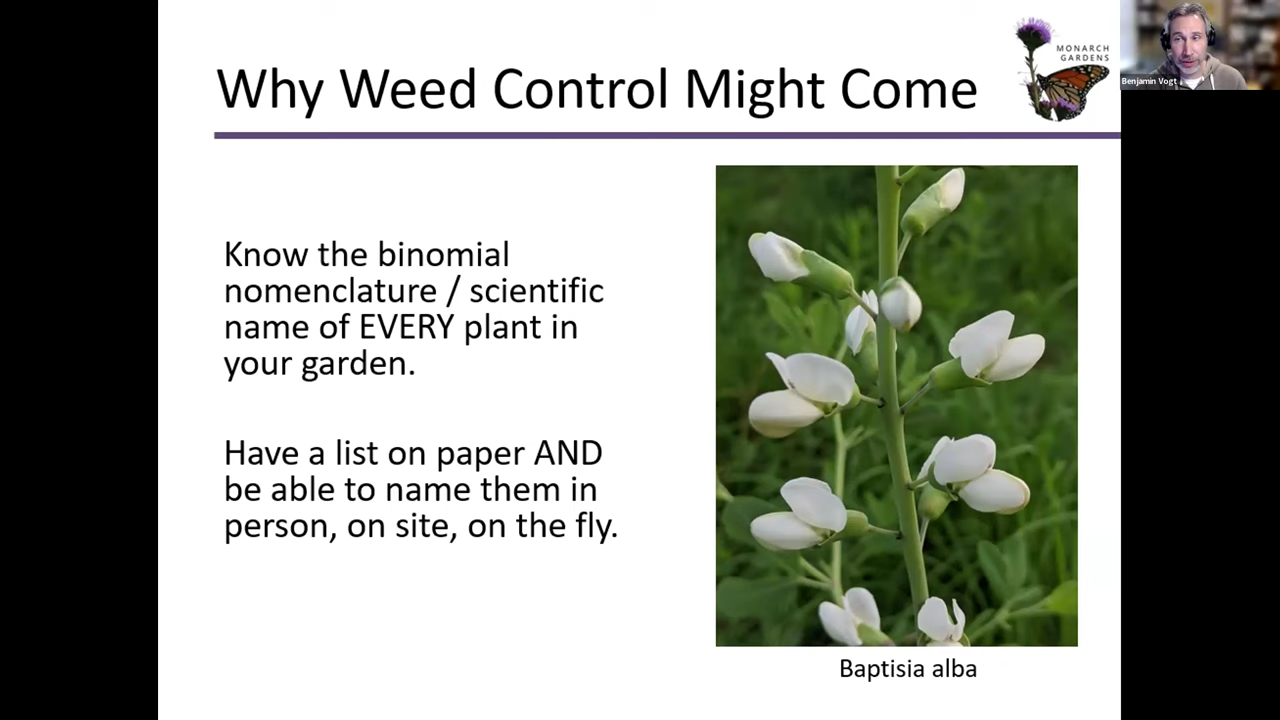 Why Weed Control Might Come
MONARCH
GARDENS
Benjamin Vogt
Know the binomial
nomenclature / scientific
name of EVERY plant in
your garden.
Have a list on paper AND
be able to name them in
person, on site, on the fly.
Baptisia alba